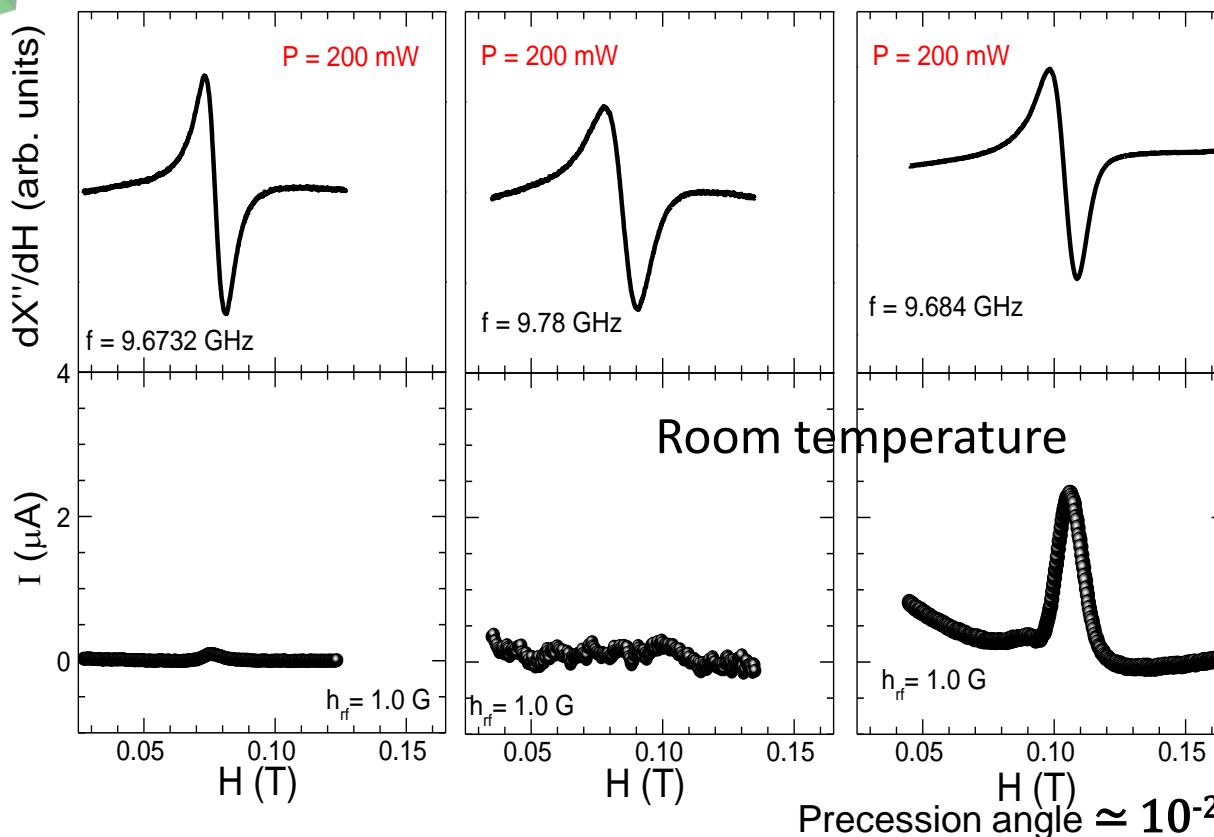 dX''/dH (arb. units)
P = 200 mW
f = 9.6732 GHz
P = 200 mW
f = 9.78 GHz
P = 200 mW
f = 9.684 GHz
Room temperature
I (μA)
4
2
0
h_rf = 1.0 G
h_rf = 1.0 G
h_rf = 1.0 G
0.05 0.10 0.15
H (T)
0.05 0.10 0.15
H (T)
0.05 0.10 0.15
H (T)
Precession angle ≃ 10⁻²